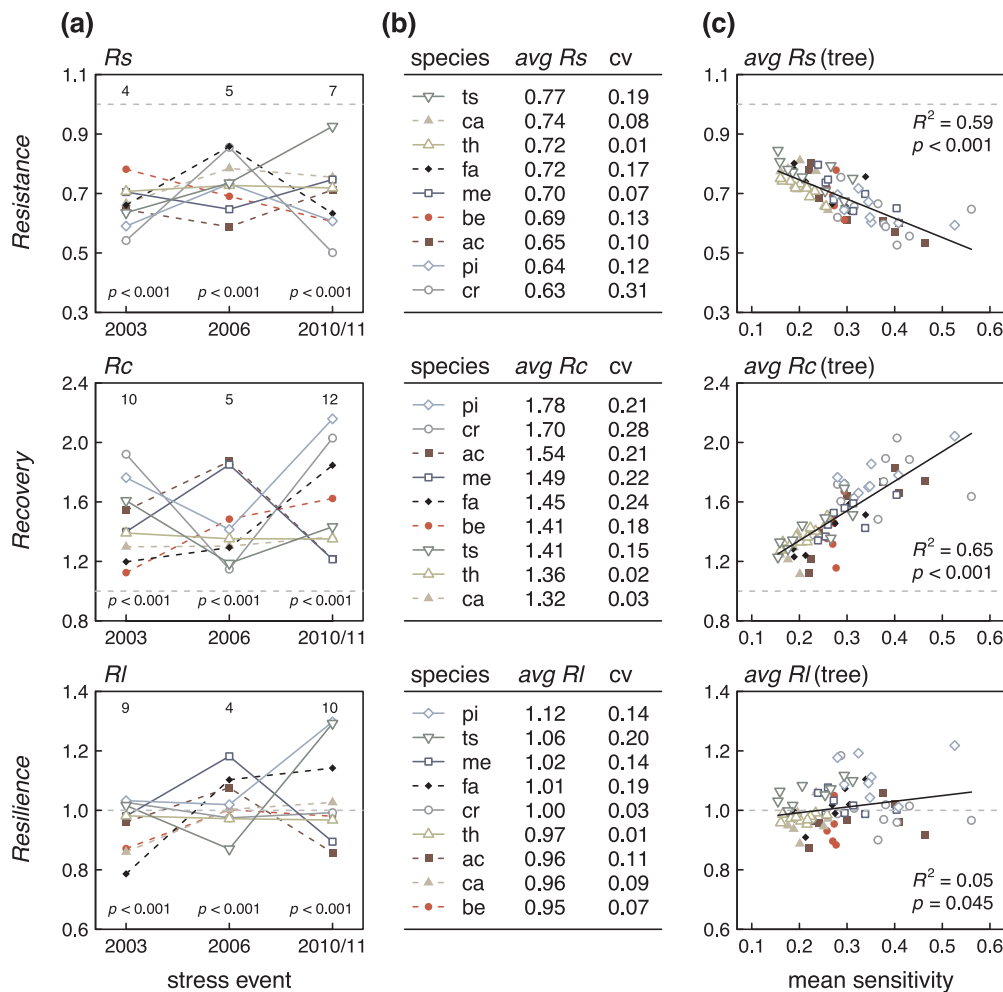 (a)
(b)
(c)
Rs
species avg Rs cv
avg Rs (tree)
Resistance
1.1
0.9
0.7
0.5
0.3
4 5 7
p < 0.001 p < 0.001 p < 0.001
2003 2006 2010/11
ts 0.77 0.19
ca 0.74 0.08
th 0.72 0.01
fa 0.72 0.17
me 0.70 0.07
be 0.69 0.13
ac 0.65 0.10
pi 0.64 0.12
cr 0.63 0.31
1.1
0.9
0.7
0.5
0.3
R² = 0.59
p < 0.001
0.1 0.2 0.3 0.4 0.5 0.6
Rc
species avg Rc cv
avg Rc (tree)
Recovery
2.4
2.0
1.6
1.2
0.8
10 5 12
p < 0.001 p < 0.001 p < 0.001
2003 2006 2010/11
pi 1.78 0.21
cr 1.70 0.28
ac 1.54 0.21
me 1.49 0.22
fa 1.45 0.24
be 1.41 0.18
ts 1.41 0.15
th 1.36 0.02
ca 1.32 0.03
2.4
2.0
1.6
1.2
0.8
R² = 0.65
p < 0.001
0.1 0.2 0.3 0.4 0.5 0.6
Rl
species avg Rl cv
avg Rl (tree)
Resilience
1.4
1.2
1.0
0.8
0.6
9 4 10
p < 0.001 p < 0.001 p < 0.001
2003 2006 2010/11
stress event
pi 1.12 0.14
ts 1.06 0.20
me 1.02 0.14
fa 1.01 0.19
cr 1.00 0.03
th 0.97 0.01
ac 0.96 0.11
ca 0.96 0.09
be 0.95 0.07
1.4
1.2
1.0
0.8
0.6
R² = 0.05
p = 0.045
0.1 0.2 0.3 0.4 0.5 0.6
mean sensitivity